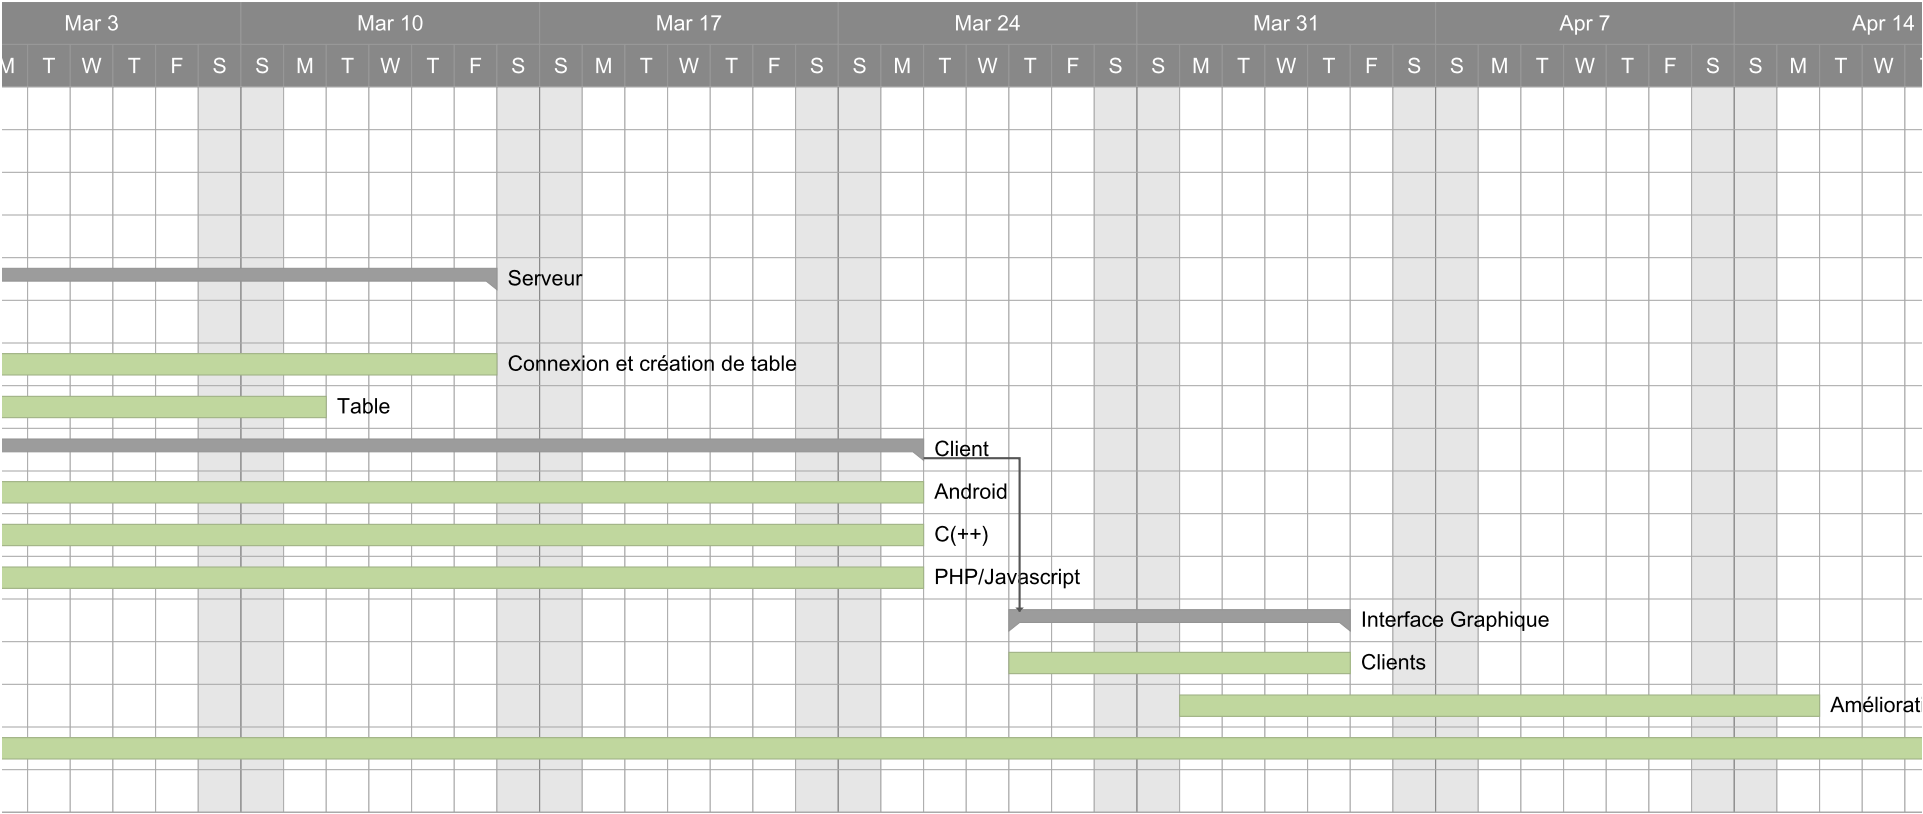 Mar 3 Mar 10 Mar 17 Mar 24 Mar 31 Apr 7 Apr 14
M T W T F S S M T W T F S S M T W T F S S M T W T F S S M T W T F S S M T W T F S S M T W
Serveur
Connexion et création de table
Table
Client
Android
C(++)
PHP/Javascript
Interface Graphique
Clients
Améliorati